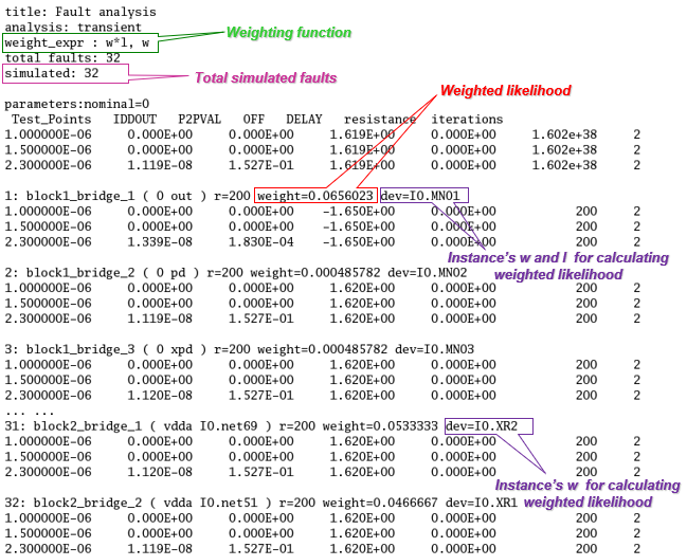 title: Fault analysis
analysis: transient
weight_expr : w*l, w
Weighting function
total faults: 32
simulated: 32
Total simulated faults
parameters:nominal=0
Weighted likelihood
Test_Points IDDOUT P2PVAL OFF DELAY resistance iterations
1.000000E-06 0.000E+00 0.000E+00 1.619E+00 0.000E+00 1.602e+38 2
1.500000E-06 0.000E+00 0.000E+00 1.619E+00 0.000E+00 1.602e+38 2
2.300000E-06 1.119E-08 1.527E-01 1.619E+00 0.000E+00 1.602e+38 2
1: block1_bridge_1 ( 0 out ) r=200 weight=0.0656023 dev=I0.MN01
1.000000E-06 0.000E+00 0.000E+00 -1.650E+00 0.000E+00 200 2
1.500000E-06 0.000E+00 0.000E+00 -1.650E+00 0.000E+00 200 2
2.300000E-06 1.339E-08 1.830E-04 -1.650E+00 0.000E+00 200 2
Instance's w and l for calculating
weighted likelihood
2: block1_bridge_2 ( 0 pd ) r=200 weight=0.000485782 dev=I0.MN02
1.000000E-06 0.000E+00 0.000E+00 1.620E+00 0.000E+00 200 2
1.500000E-06 0.000E+00 0.000E+00 1.620E+00 0.000E+00 200 2
2.300000E-06 1.119E-08 1.527E-01 1.620E+00 0.000E+00 200 2
3: block1_bridge_3 ( 0 xpd ) r=200 weight=0.000485782 dev=I0.MN03
1.000000E-06 0.000E+00 0.000E+00 1.620E+00 0.000E+00 200 2
1.500000E-06 0.000E+00 0.000E+00 1.620E+00 0.000E+00 200 2
2.300000E-06 1.120E-08 1.527E-01 1.620E+00 0.000E+00 200 2
... ...
31: block2_bridge_1 ( vdda I0.net69 ) r=200 weight=0.0533333 dev=I0.XR2
1.000000E-06 0.000E+00 0.000E+00 1.620E+00 0.000E+00 200 2
1.500000E-06 0.000E+00 0.000E+00 1.620E+00 0.000E+00 200 2
2.300000E-06 1.120E-08 1.527E-01 1.620E+00 0.000E+00 200 2
Instance's w for calculating
weighted likelihood
32: block2_bridge_2 ( vdda I0.net51 ) r=200 weight=0.0466667 dev=I0.XR1
1.000000E-06 0.000E+00 0.000E+00 1.620E+00 0.000E+00 200 2
1.500000E-06 0.000E+00 0.000E+00 1.620E+00 0.000E+00 200 2
2.300000E-06 1.119E-08 1.527E-01 1.620E+00 0.000E+00 200 2